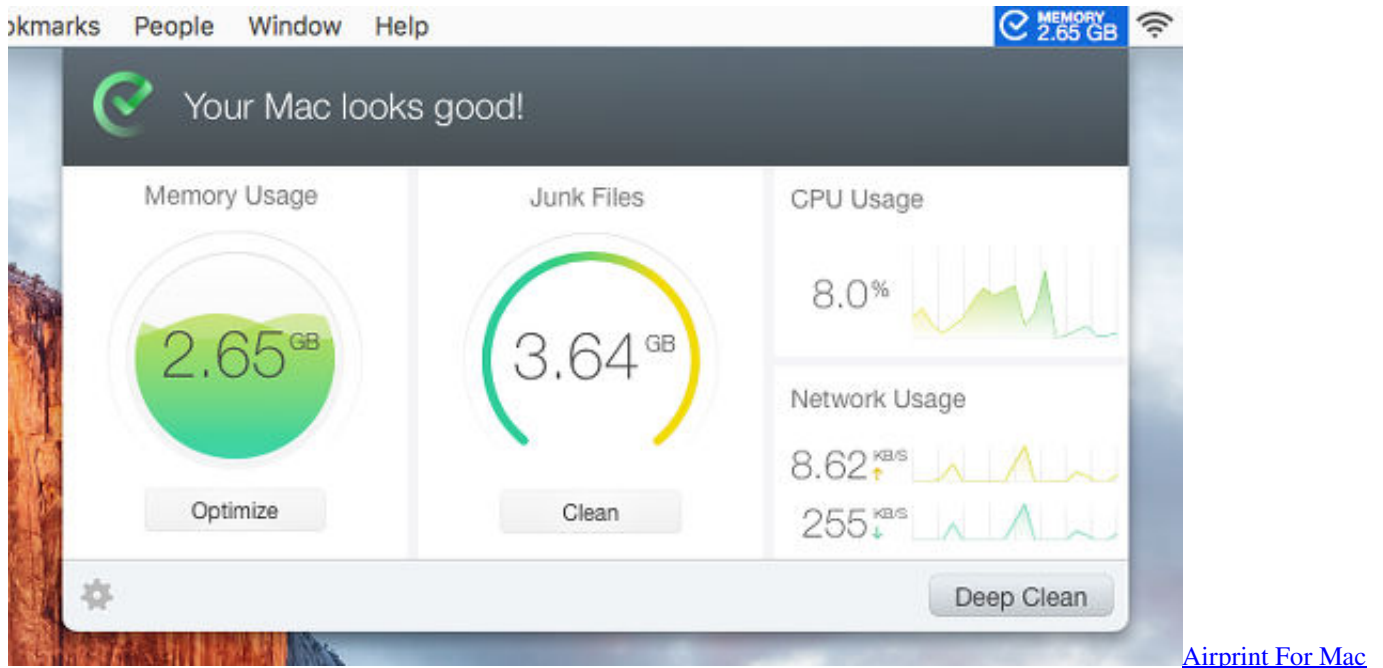 okmarks People Window Help MEMORY
2.65 GB
Your Mac looks good!
Memory Usage
2.65 GB
Optimize
Junk Files
3.64 GB
Clean
CPU Usage
8.0%
Network Usage
8.62 KB/S ↑
255 KB/S ↓
Deep Clean
Airprint For Mac